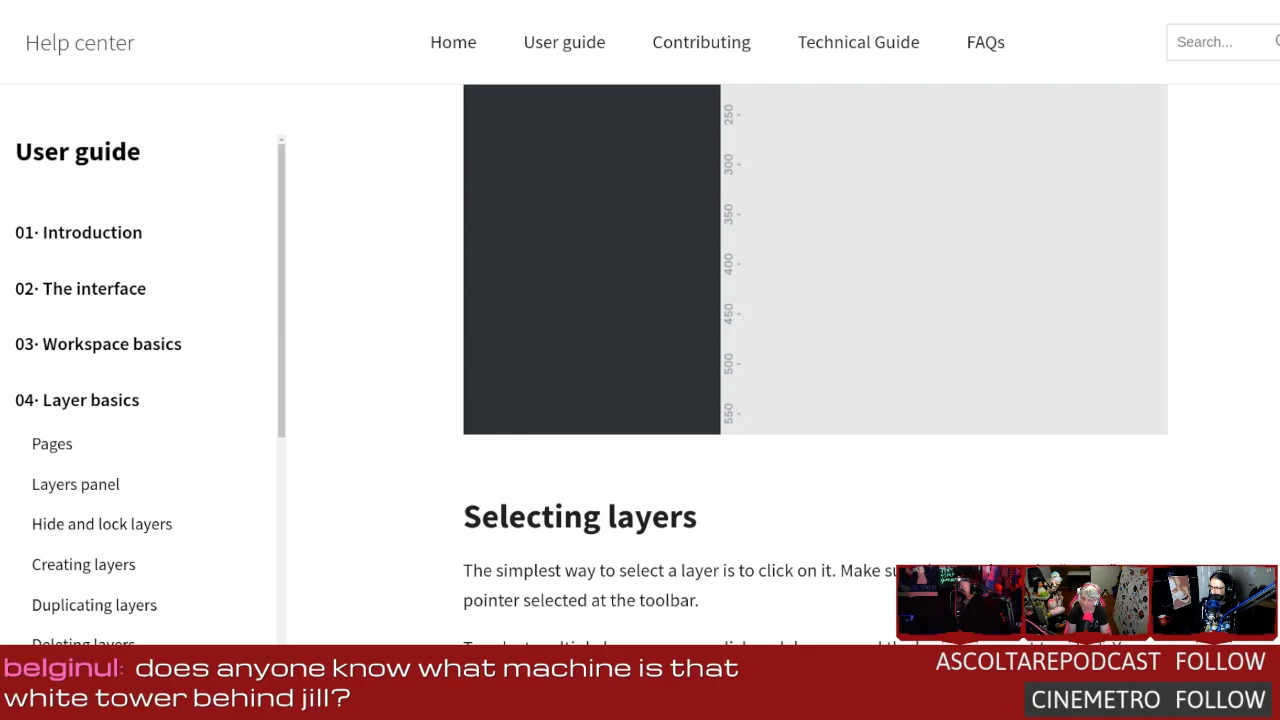 Help center
Home
User guide
Contributing
Technical Guide
FAQs
Search...
User guide
01· Introduction
02· The interface
03· Workspace basics
04· Layer basics
Pages
Layers panel
Hide and lock layers
Creating layers
Duplicating layers
Deleting layers
250
300
350
400
450
500
550
Selecting layers
The simplest way to select a layer is to click on it. Make
pointer selected at the toolbar.
belginul: does anyone know what machine is that
white tower behind jill?
ASCOLTAREPODCAST FOLLOW
CINEMETRO FOLLOW